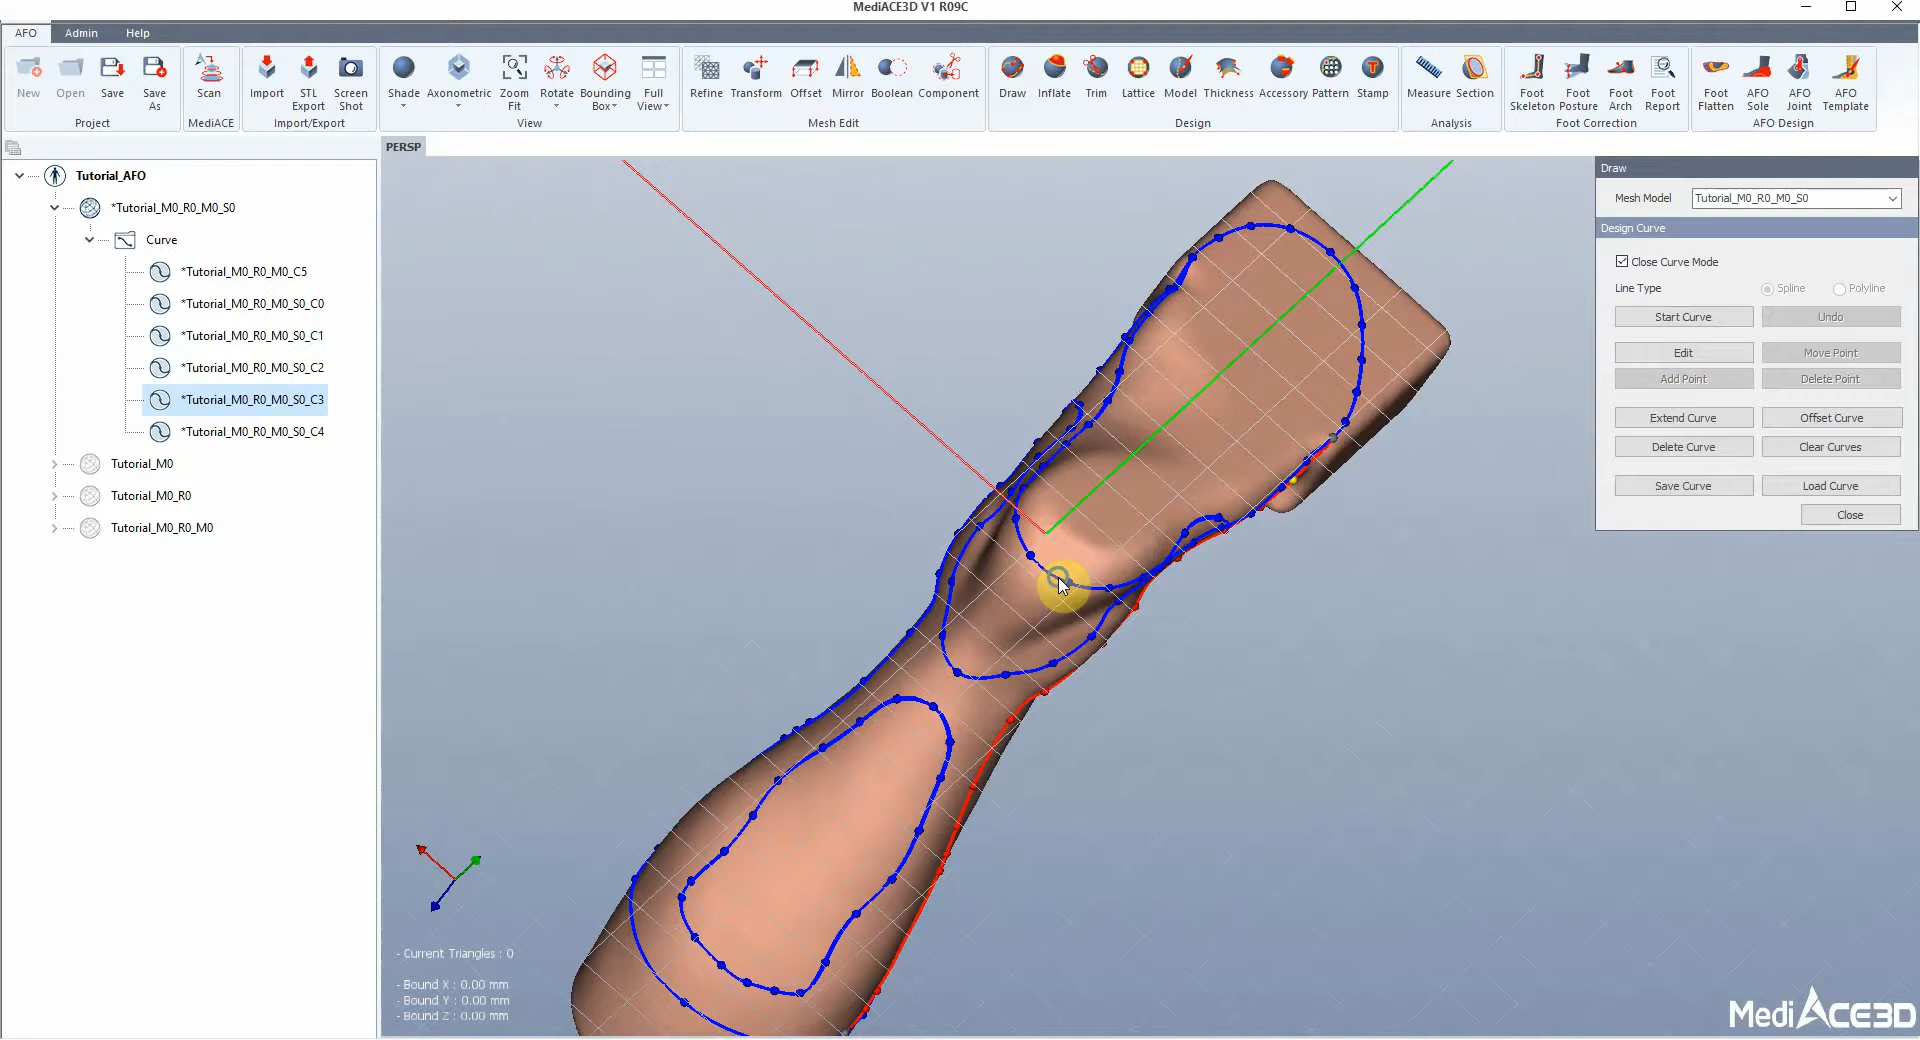 MediACE3D V1 R09C
AFO Admin Help
New Open Save Save As Scan Import STL Export Screen Shot Shade Axonometric Zoom Fit Rotate Bounding Box Full View Refine Transform Offset Mirror Boolean Component Draw Inflate Trim Lattice Model Thickness Accessory Pattern Stamp Measure Section Foot Skeleton Foot Posture Foot Arch Foot Report Foot Flatten AFO Sole AFO Joint AFO Template
Project MediACE Import/Export View Mesh Edit Design Analysis Foot Correction AFO Design
PERSP
Tutorial_AFO
*Tutorial_M0_R0_M0_S0
Curve
*Tutorial_M0_R0_M0_C5
*Tutorial_M0_R0_M0_S0_C0
*Tutorial_M0_R0_M0_S0_C1
*Tutorial_M0_R0_M0_S0_C2
*Tutorial_M0_R0_M0_S0_C3
*Tutorial_M0_R0_M0_S0_C4
Tutorial_M0
Tutorial_M0_R0
Tutorial_M0_R0_M0
Draw
Mesh Model Tutorial_M0_R0_M0_S0
Design Curve
Close Curve Mode
Line Type Spline Polyline
Start Curve Undo
Edit Move Point
Add Point Delete Point
Extend Curve Offset Curve
Delete Curve Clear Curves
Save Curve Load Curve
Close
- Current Triangles : 0
- Bound X : 0.00 mm
- Bound Y : 0.00 mm
- Bound Z : 0.00 mm
MediACE3D